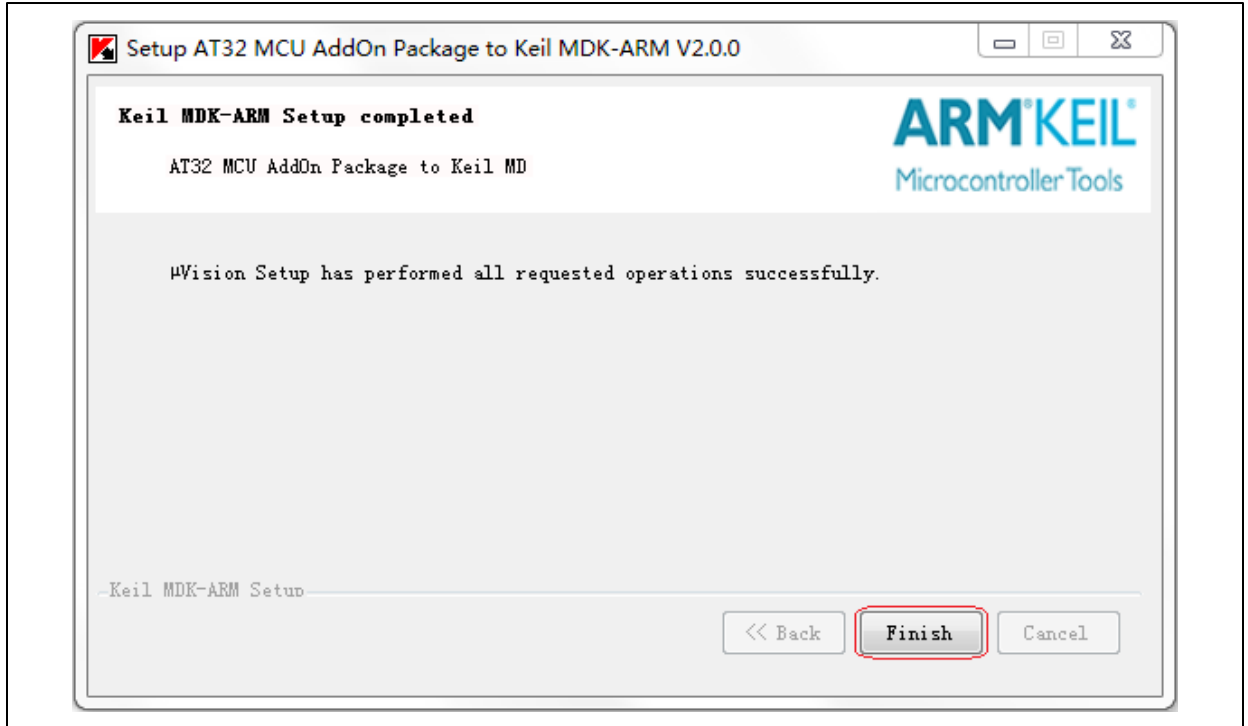 Setup AT32 MCU AddOn Package to Keil MDK-ARM V2.0.0
Keil MDK-ARM Setup completed
AT32 MCU AddOn Package to Keil MD
ARM®KEIL®
Microcontroller Tools
µVision Setup has performed all requested operations successfully.
Keil MDK-ARM Setup
<< Back
Finish
Cancel